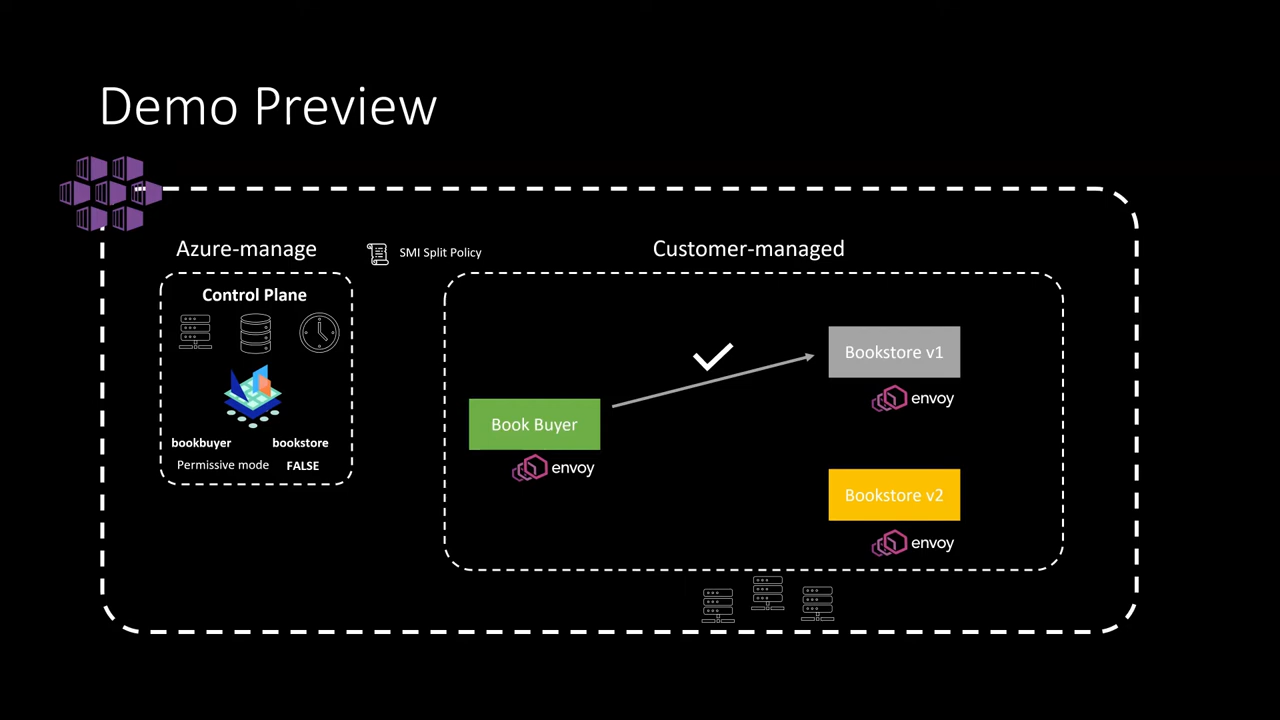 Demo Preview
Azure-manage
SMI Split Policy
Customer-managed
Control Plane
bookbuyer bookstore
Permissive mode FALSE
Book Buyer
envoy
Bookstore v1
envoy
Bookstore v2
envoy